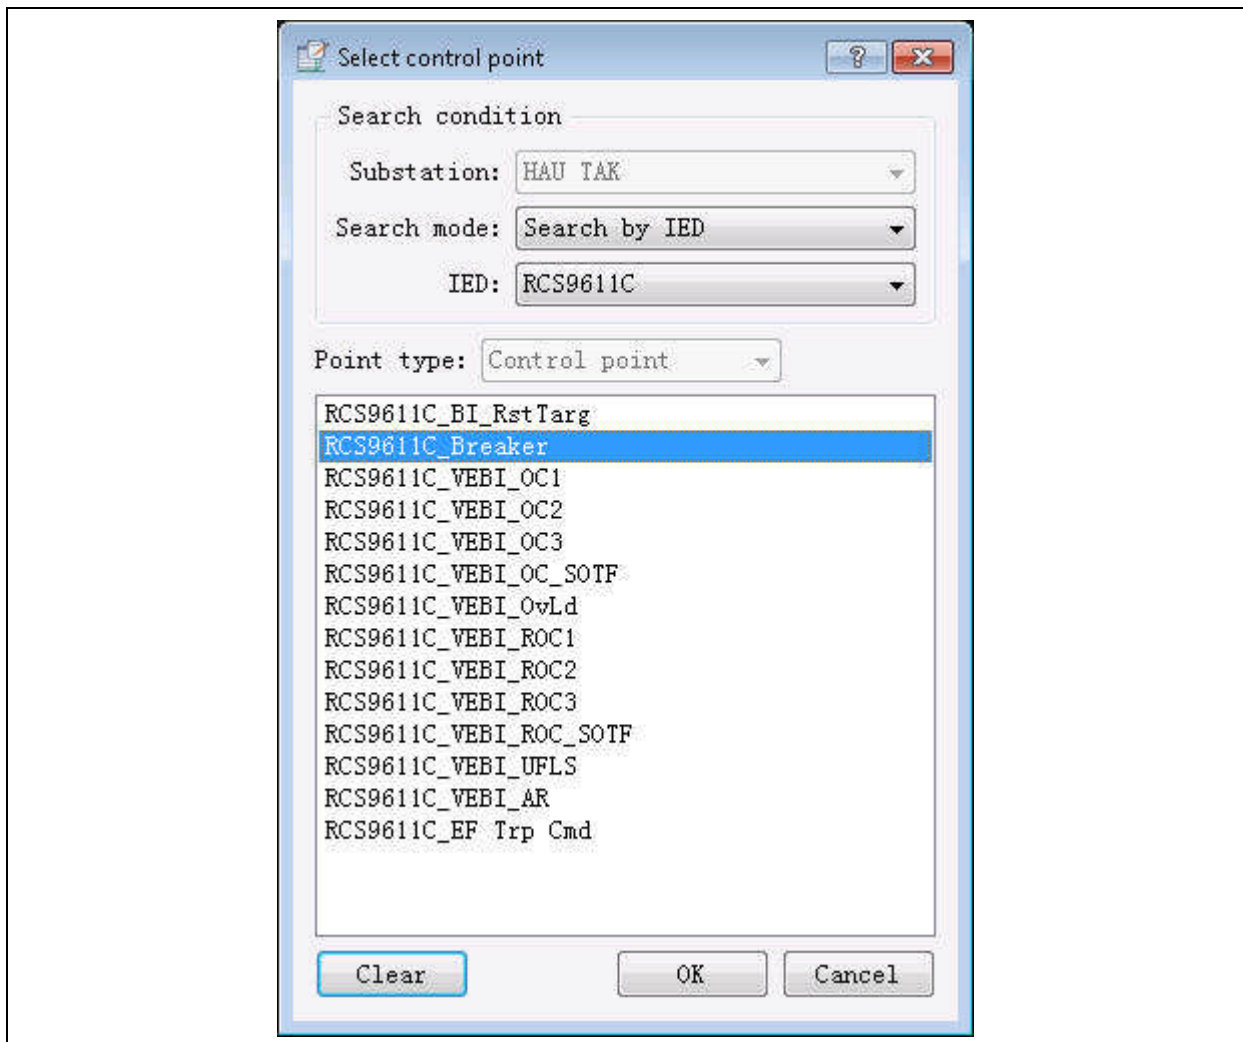 Select control point
?
Search condition
Substation: HAU TAK
Search mode: Search by IED
IED: RCS9611C
Point type: Control point
RCS9611C_BI_RstTarg
RCS9611C_Breaker
RCS9611C_VEBI_OC1
RCS9611C_VEBI_OC2
RCS9611C_VEBI_OC3
RCS9611C_VEBI_OC_SOTF
RCS9611C_VEBI_OvLd
RCS9611C_VEBI_ROC1
RCS9611C_VEBI_ROC2
RCS9611C_VEBI_ROC3
RCS9611C_VEBI_ROC_SOTF
RCS9611C_VEBI_UFLS
RCS9611C_VEBI_AR
RCS9611C_EF Trp Cmd
Clear OK Cancel